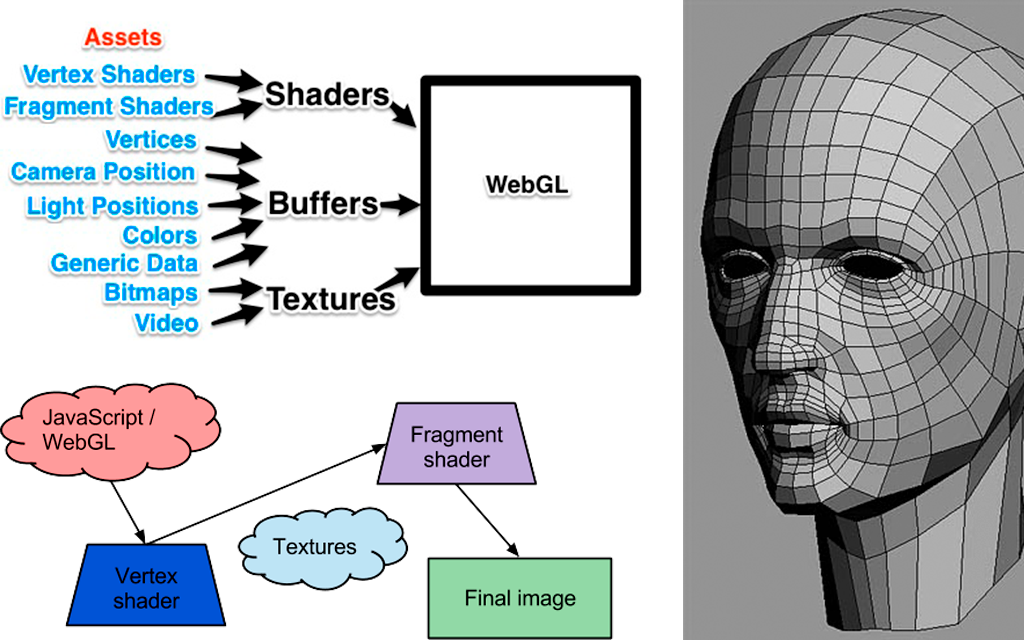 Assets
Vertex Shaders
Fragment Shaders
Vertices
Camera Position
Light Positions
Colors
Generic Data
Bitmaps
Video
Shaders
Buffers
Textures
WebGL
JavaScript /
WebGL
Vertex
shader
Fragment
shader
Textures
Final image